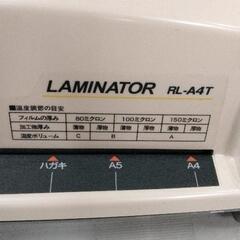 LAMINATOR RL-A4T
■温度調節の目安
フィルムの厚み 80ミクロン 100ミクロン 150ミクロン
加工物厚み 薄物 厚物 薄物 厚物 薄物 厚物
温度ボリューム C B A
ハガキ A5 A4